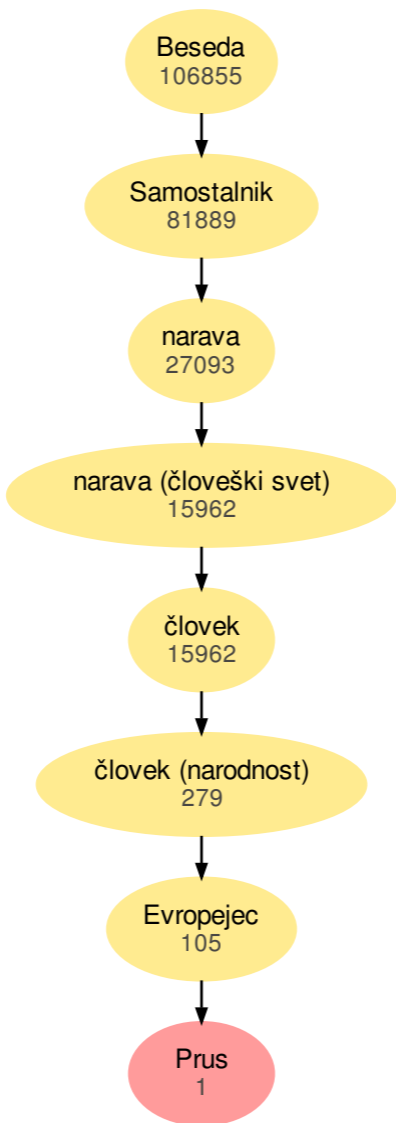 Beseda
106855
Samostalnik
81889
narava
27093
narava (človeški svet)
15962
človek
15962
človek (narodnost)
279
Evropejec
105
Prus
1